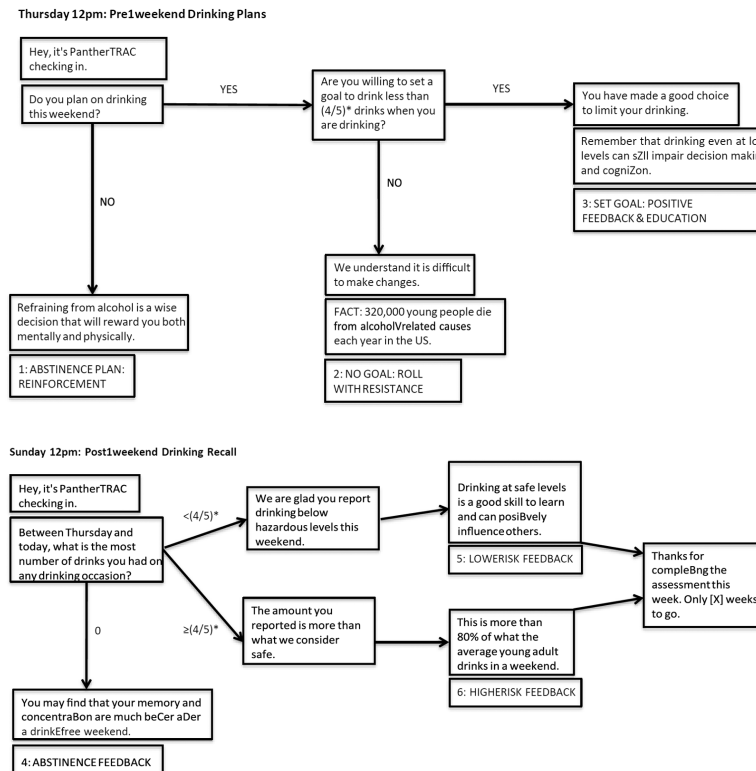 Thursday 12pm: Pre1weekend Drinking Plans
Hey, it's PantherTRAC
checking in.
Do you plan on drinking
this weekend?
YES
Are you willing to set a
goal to drink less than
(4/5)* drinks when you
are drinking?
YES
You have made a good choice
to limit your drinking.
Remember that drinking even at lo
levels can sZll impair decision maki
and cogniZon.
3: SET GOAL: POSITIVE
FEEDBACK & EDUCATION
NO
NO
Refraining from alcohol is a wise
decision that will reward you both
mentally and physically.
1: ABSTINENCE PLAN:
REINFORCEMENT
We understand it is difficult
to make changes.
FACT: 320,000 young people die
from alcoholVrelated causes
each year in the US.
2: NO GOAL: ROLL
WITH RESISTANCE
Sunday 12pm: Post1weekend Drinking Recall
Hey, it's PantherTRAC
checking in.
Between Thursday and
today, what is the most
number of drinks you had on
any drinking occasion?
<(4/5)*
We are glad you report
drinking below
hazardous levels this
weekend.
Drinking at safe levels
is a good skill to learn
and can posiBvely
influence others.
5: LOWERISK FEEDBACK
Thanks for
compleBng the
assessment this
week. Only [X] weeks
to go.
0
≥(4/5)*
The amount you
reported is more than
what we consider
safe.
This is more than
80% of what the
average young adult
drinks in a weekend.
6: HIGHERISK FEEDBACK
You may find that your memory and
concentraBon are much beCer aDer
a drinkEfree weekend.
4: ABSTINENCE FEEDBACK